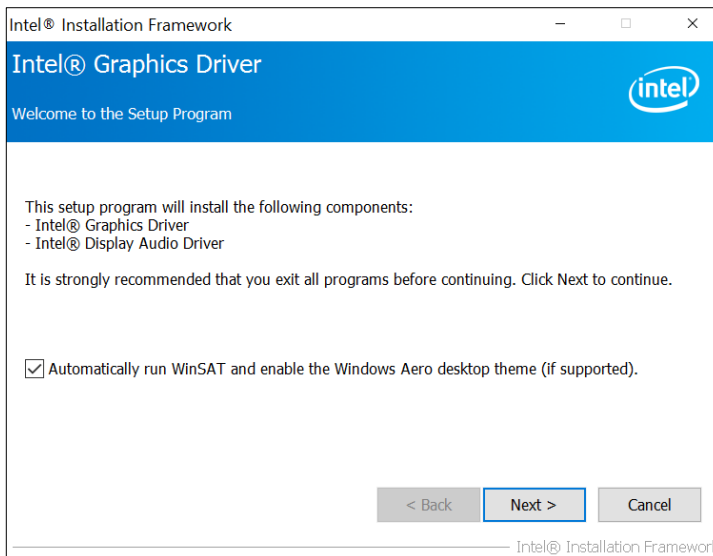 Intel® Installation Framework
Intel® Graphics Driver
intel
Welcome to the Setup Program
This setup program will install the following components:
- Intel® Graphics Driver
- Intel® Display Audio Driver
It is strongly recommended that you exit all programs before continuing. Click Next to continue.
Automatically run WinSAT and enable the Windows Aero desktop theme (if supported).
< Back Next > Cancel
Intel® Installation Framework